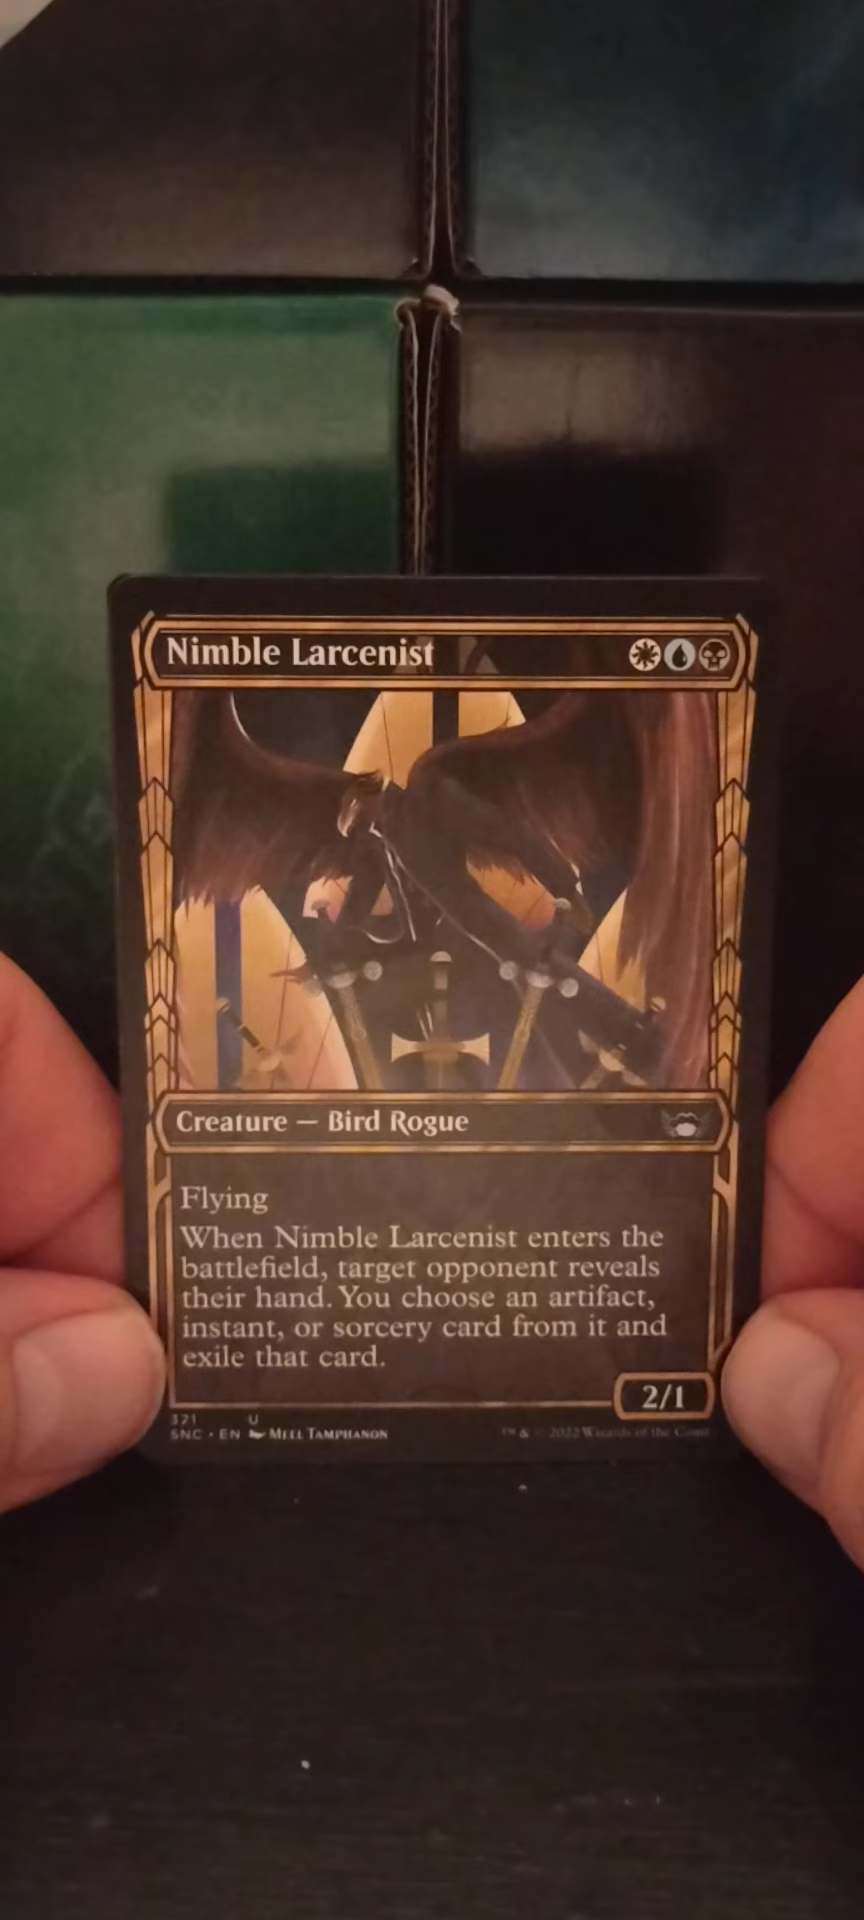 Nimble Larcenist
Creature — Bird Rogue
Flying
When Nimble Larcenist enters the
battlefield, target opponent reveals
their hand. You choose an artifact,
instant, or sorcery card from it and
exile that card.
2/1
321 U
SNC • EN MEEL TAMPHANON
™ & © 2022 Wizards of the Coast